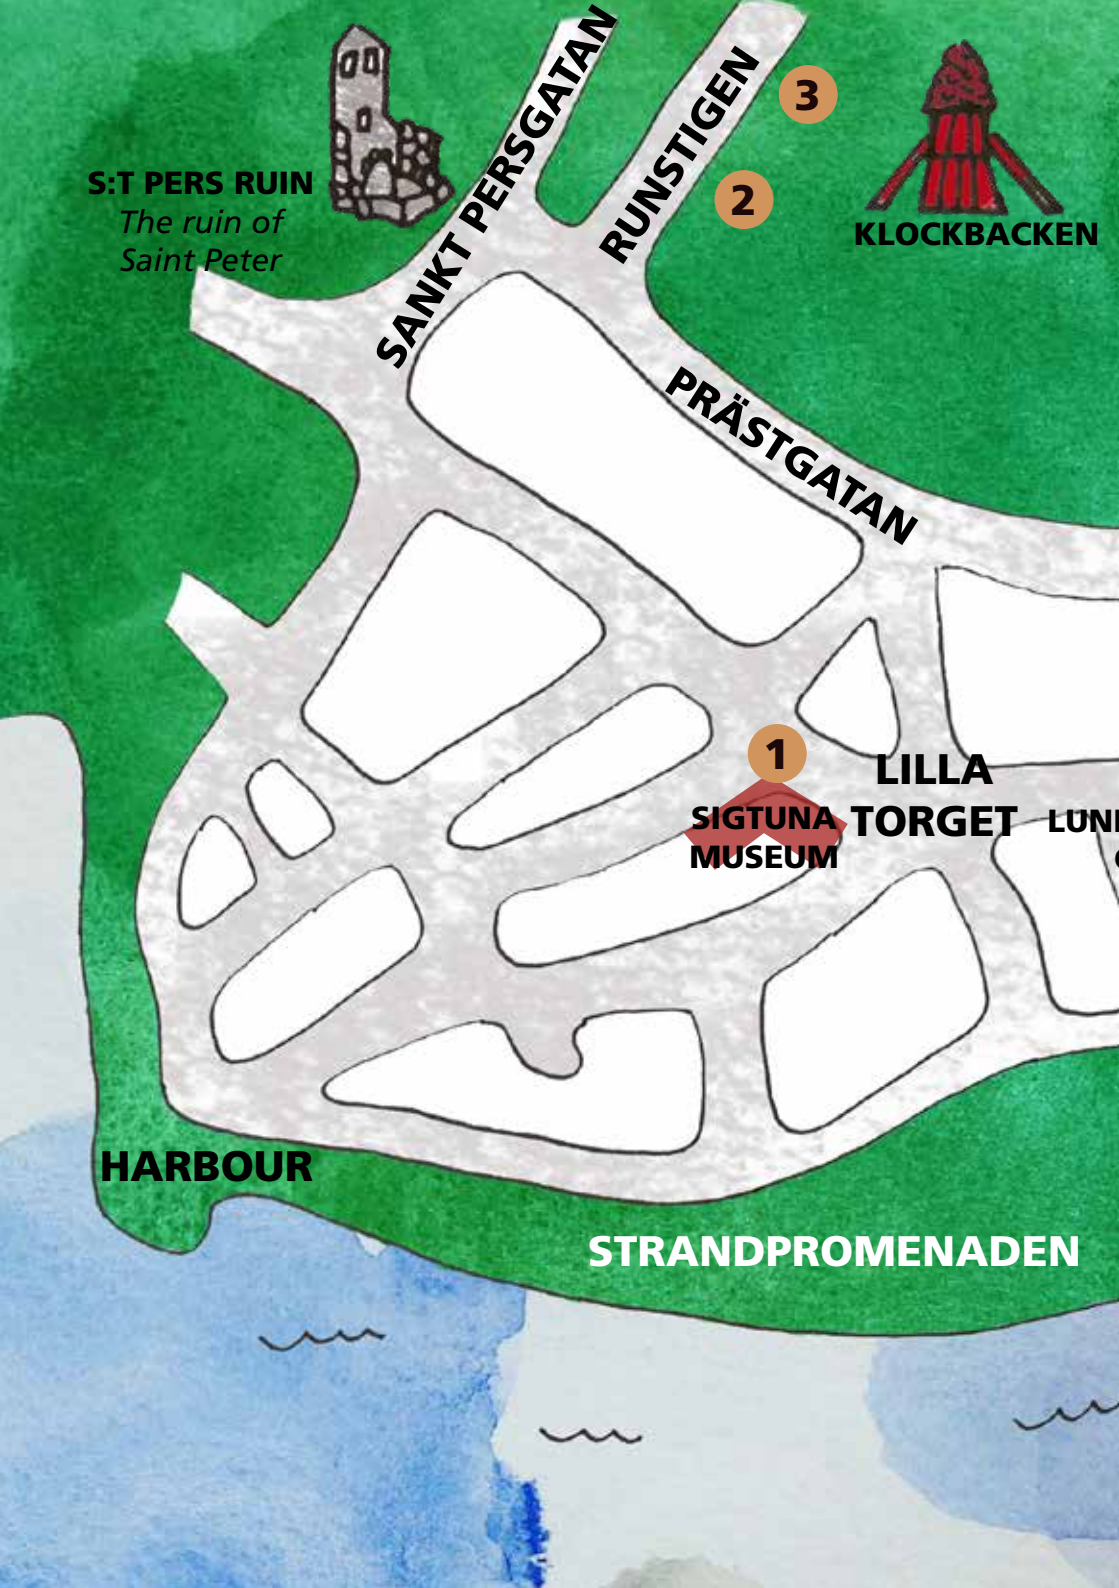 SANKT PERSGATAN
RUNSTIGEN
3
2
S:T PERS RUIN
The ruin of
Saint Peter
KLOCKBACKEN
PRÄSTGATAN
1
LILLA
TORGET
SIGTUNA
MUSEUM
HARBOUR
STRANDPROMENADEN